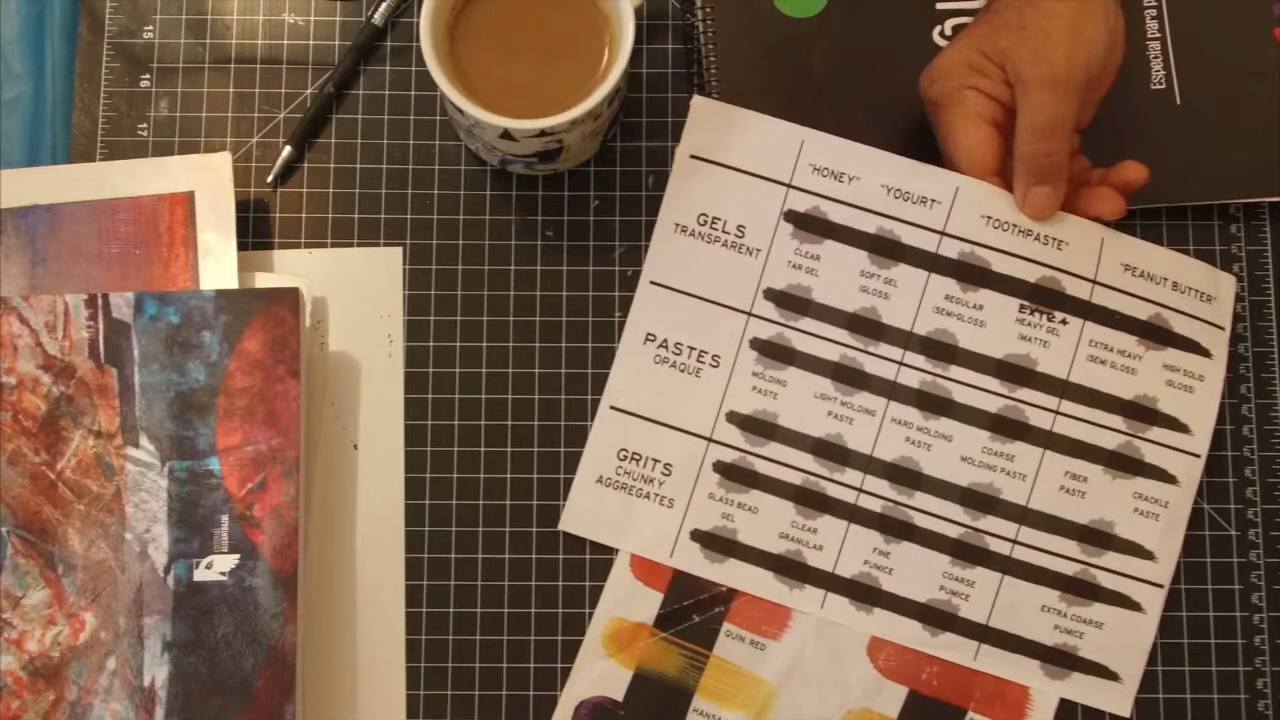 15
16
17
Especial para p
"HONEY" "YOGURT" "TOOTHPASTE" "PEANUT BUTTER"
GELS
TRANSPARENT
CLEAR
TAR GEL
SOFT GEL
(GLOSS)
REGULAR
(SEMI-GLOSS)
EXTRA
HEAVY GEL
(MATTE)
EXTRA HEAVY
(SEMI GLOSS)
HIGH SOLID
(GLOSS)
PASTES
OPAQUE
MOLDING
PASTE
LIGHT MOLDING
PASTE
HARD MOLDING
PASTE
COARSE
MOLDING PASTE
FIBER
PASTE
CRACKLE
PASTE
GRITS
CHUNKY
AGGREGATES
GLASS BEAD
GEL
CLEAR
GRANULAR
FINE
PUMICE
COARSE
PUMICE
EXTRA COARSE
PUMICE
QUIN. RED
HANSA